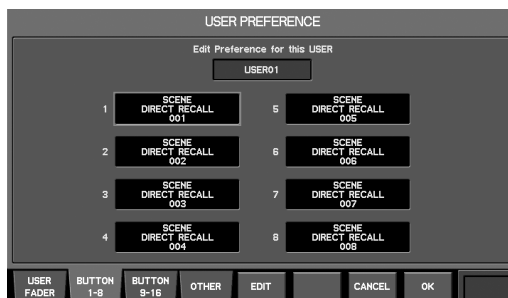 USER PREFERENCE
Edit Preference for this USER
USER01
1
SCENE
DIRECT RECALL
001
2
SCENE
DIRECT RECALL
002
3
SCENE
DIRECT RECALL
003
4
SCENE
DIRECT RECALL
004
5
SCENE
DIRECT RECALL
005
6
SCENE
DIRECT RECALL
006
7
SCENE
DIRECT RECALL
007
8
SCENE
DIRECT RECALL
008
USER
FADER
BUTTON
1-8
BUTTON
9-16
OTHER
EDIT
CANCEL
OK